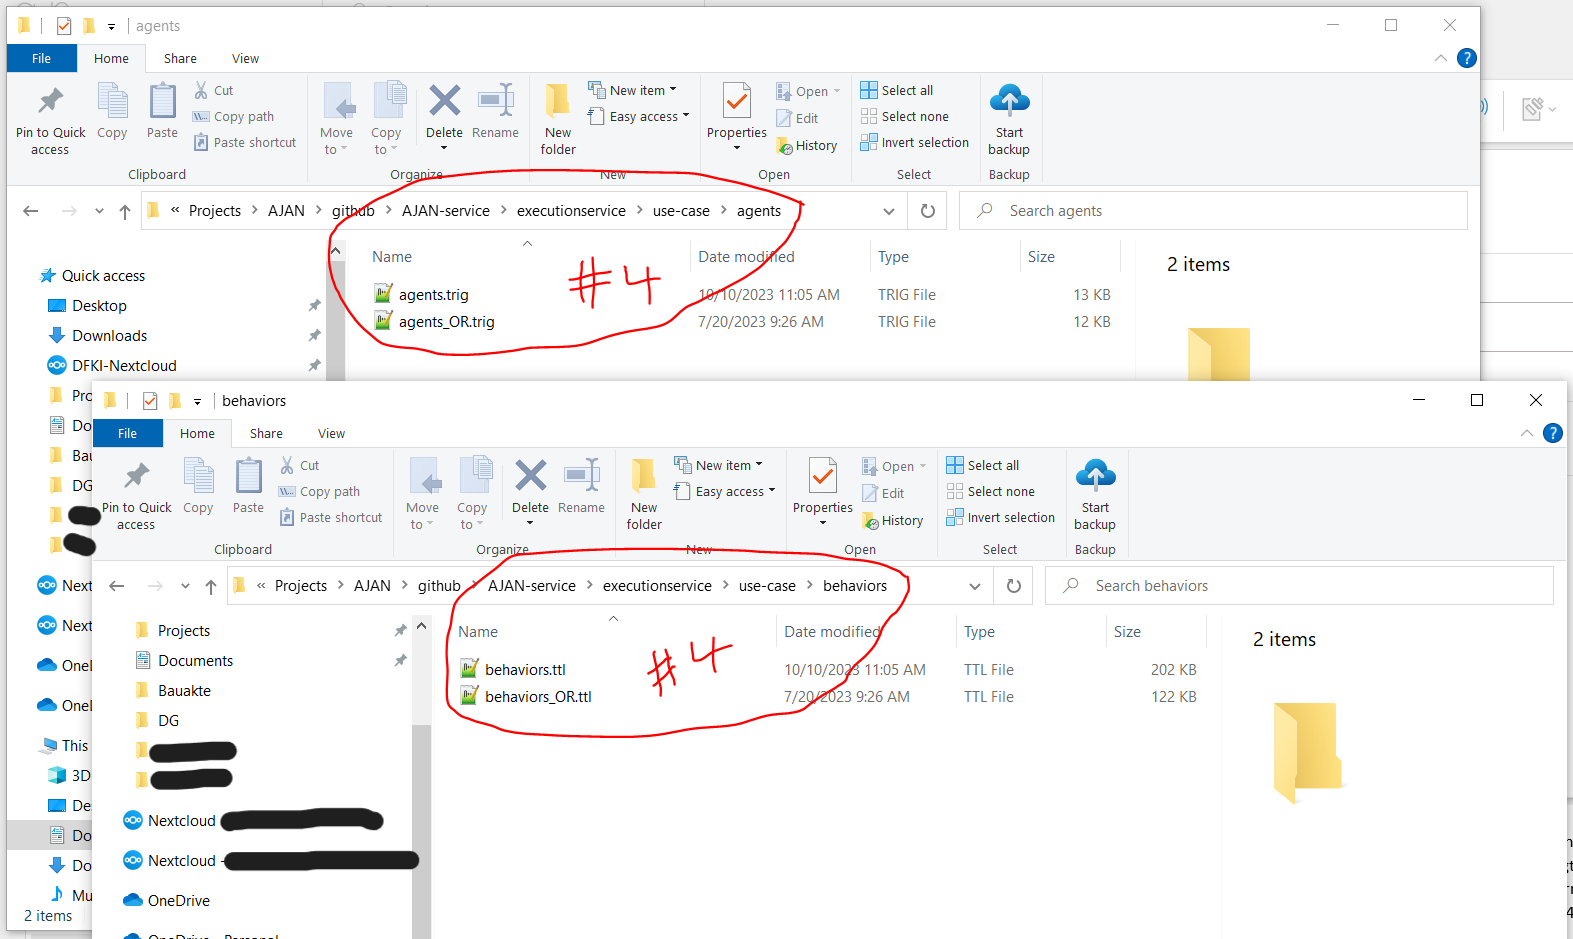 agents
File Home Share View
Pin to Quick access
Copy
Paste
Cut
Copy path
Paste shortcut
Clipboard
Move to
Copy to
Delete
Rename
Organize
New folder
New item
Easy access
New
Properties
Open
Edit
History
Open
Select all
Select none
Invert selection
Select
Start backup
Backup
« Projects > AJAN > github > AJAN-service > executionservice > use-case > agents
Search agents
Quick access
Desktop
Downloads
DFKI-Nextcloud
Name Date modified Type Size
#4
agents.trig 10/10/2023 11:05 AM TRIG File 13 KB
agents_OR.trig 7/20/2023 9:26 AM TRIG File 12 KB
2 items
Pro
Do
Bau
DG
Next
Next
OneD
OneD
This
3D
Des
Do
Do
Mu
2 items
behaviors
File Home Share View
Pin to Quick access
Copy
Paste
Cut
Copy path
Paste shortcut
Clipboard
Move to
Copy to
Delete
Rename
Organize
New folder
New item
Easy access
New
Properties
Open
Edit
History
Open
Select all
Select none
Invert selection
Select
Start backup
Backup
« Projects > AJAN > github > AJAN-service > executionservice > use-case > behaviors
Search behaviors
Projects
Documents
Bauakte
DG
Nextcloud
Nextcloud -
OneDrive
OneDrive - Personal
Name Date modified Type Size
#4
behaviors.ttl 10/10/2023 11:05 AM TTL File 202 KB
behaviors_OR.ttl 7/20/2023 9:26 AM TTL File 122 KB
2 items